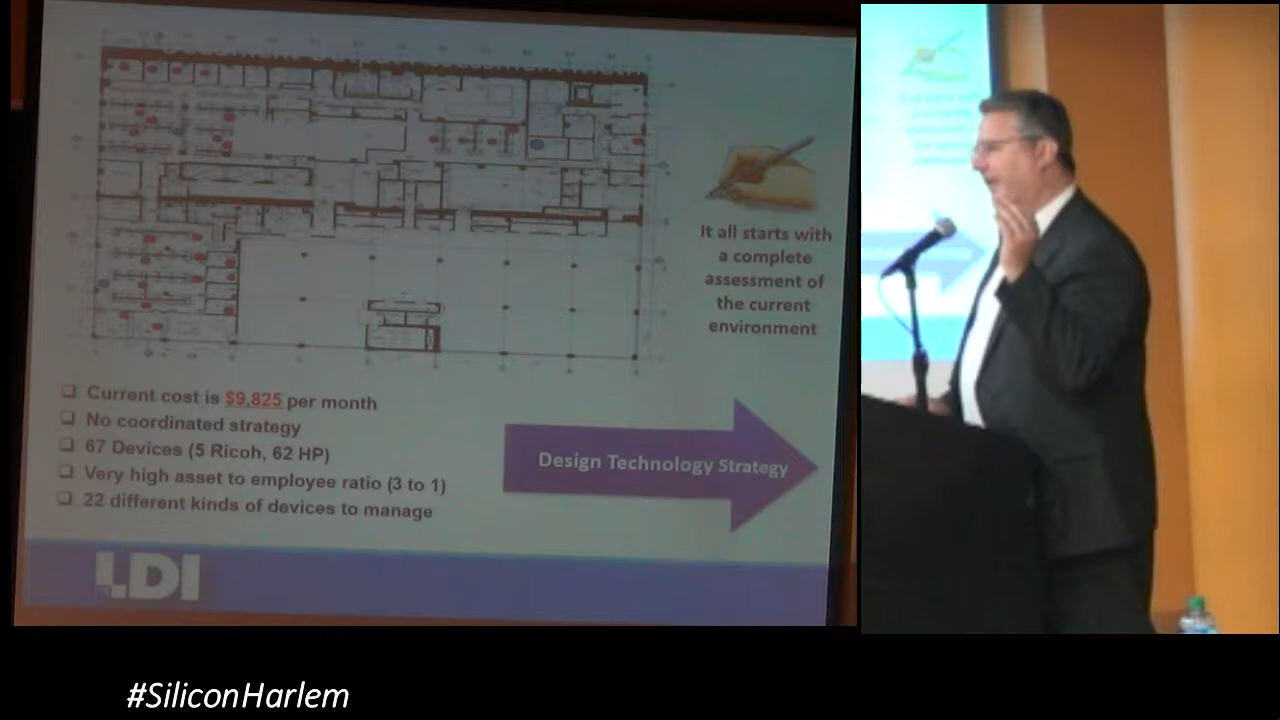 It all starts with
a complete
assessment of
the current
environment
Current cost is $9,825 per month
No coordinated strategy
67 Devices (5 Ricoh, 62 HP)
Very high asset to employee ratio (3 to 1)
22 different kinds of devices to manage
Design Technology Strategy
LDI
#SiliconHarlem